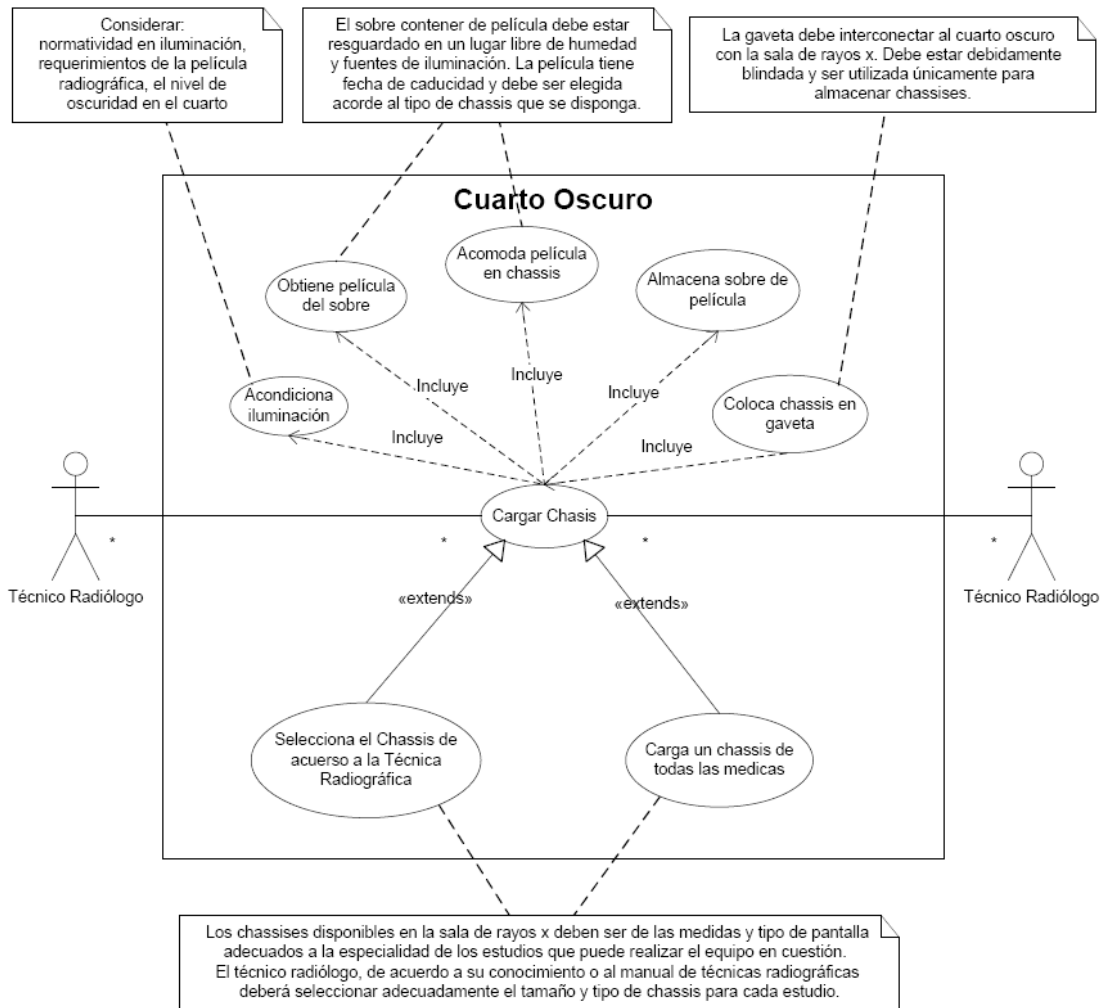 Considerar:
normatividad en iluminación,
requerimientos de la película
radiográfica, el nivel de
oscuridad en el cuarto
El sobre contener de película debe estar
resguardado en un lugar libre de humedad
y fuentes de iluminación. La película tiene
fecha de caducidad y debe ser elegida
acorde al tipo de chassis que se disponga.
La gaveta debe interconectar al cuarto oscuro
con la sala de rayos x. Debe estar debidamente
blindada y ser utilizada únicamente para
almacenar chassises.
Cuarto Oscuro
Acomoda película
en chassis
Obtiene película
del sobre
Almacena sobre de
película
Acondiciona
iluminación
Coloca chassis en
gaveta
Incluye
Incluye
Incluye
Incluye
Incluye
Cargar Chasis
*
*
*
*
Técnico Radiólogo
Técnico Radiólogo
«extends»
«extends»
Selecciona el Chassis de
acuerso a la Técnica
Radiográfica
Carga un chassis de
todas las medicas
Los chassises disponibles en la sala de rayos x deben ser de las medidas y tipo de pantalla
adecuados a la especialidad de los estudios que puede realizar el equipo en cuestión.
El técnico radiólogo, de acuerdo a su conocimiento o al manual de técnicas radiográficas
deberá seleccionar adecuadamente el tamaño y tipo de chassis para cada estudio.